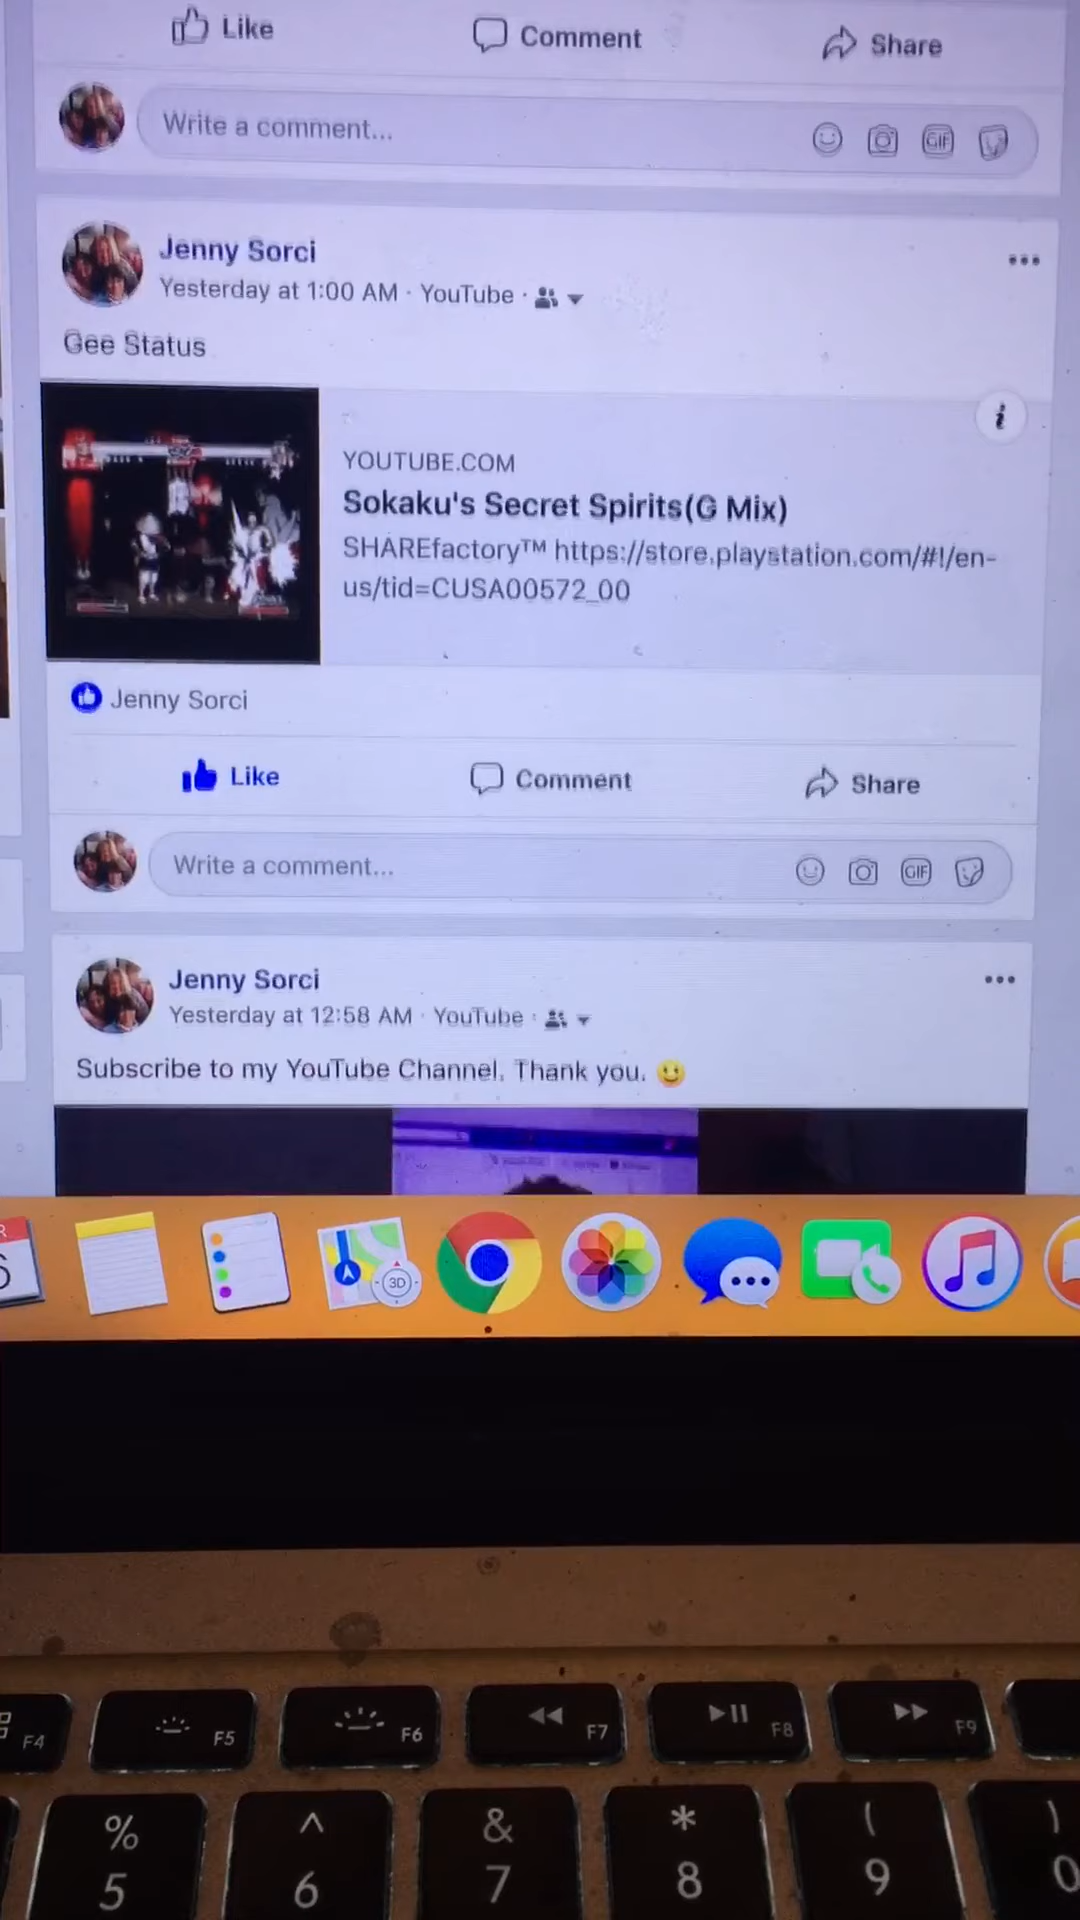 Like Comment Share
Write a comment...
GIF
Jenny Sorci
Yesterday at 1:00 AM · YouTube ·
Gee Status
YOUTUBE.COM
Sokaku's Secret Spirits(G Mix)
SHAREfactory™ https://store.playstation.com/#!/en-
us/tid=CUSA00572_00
Jenny Sorci
Like Comment Share
Write a comment...
GIF
Jenny Sorci
Yesterday at 12:58 AM · YouTube ·
Subscribe to my YouTube Channel. Thank you. 🙂
3D
F4 F5 F6 F7 F8 F9
% ^ & * ( )
5 6 7 8 9 0